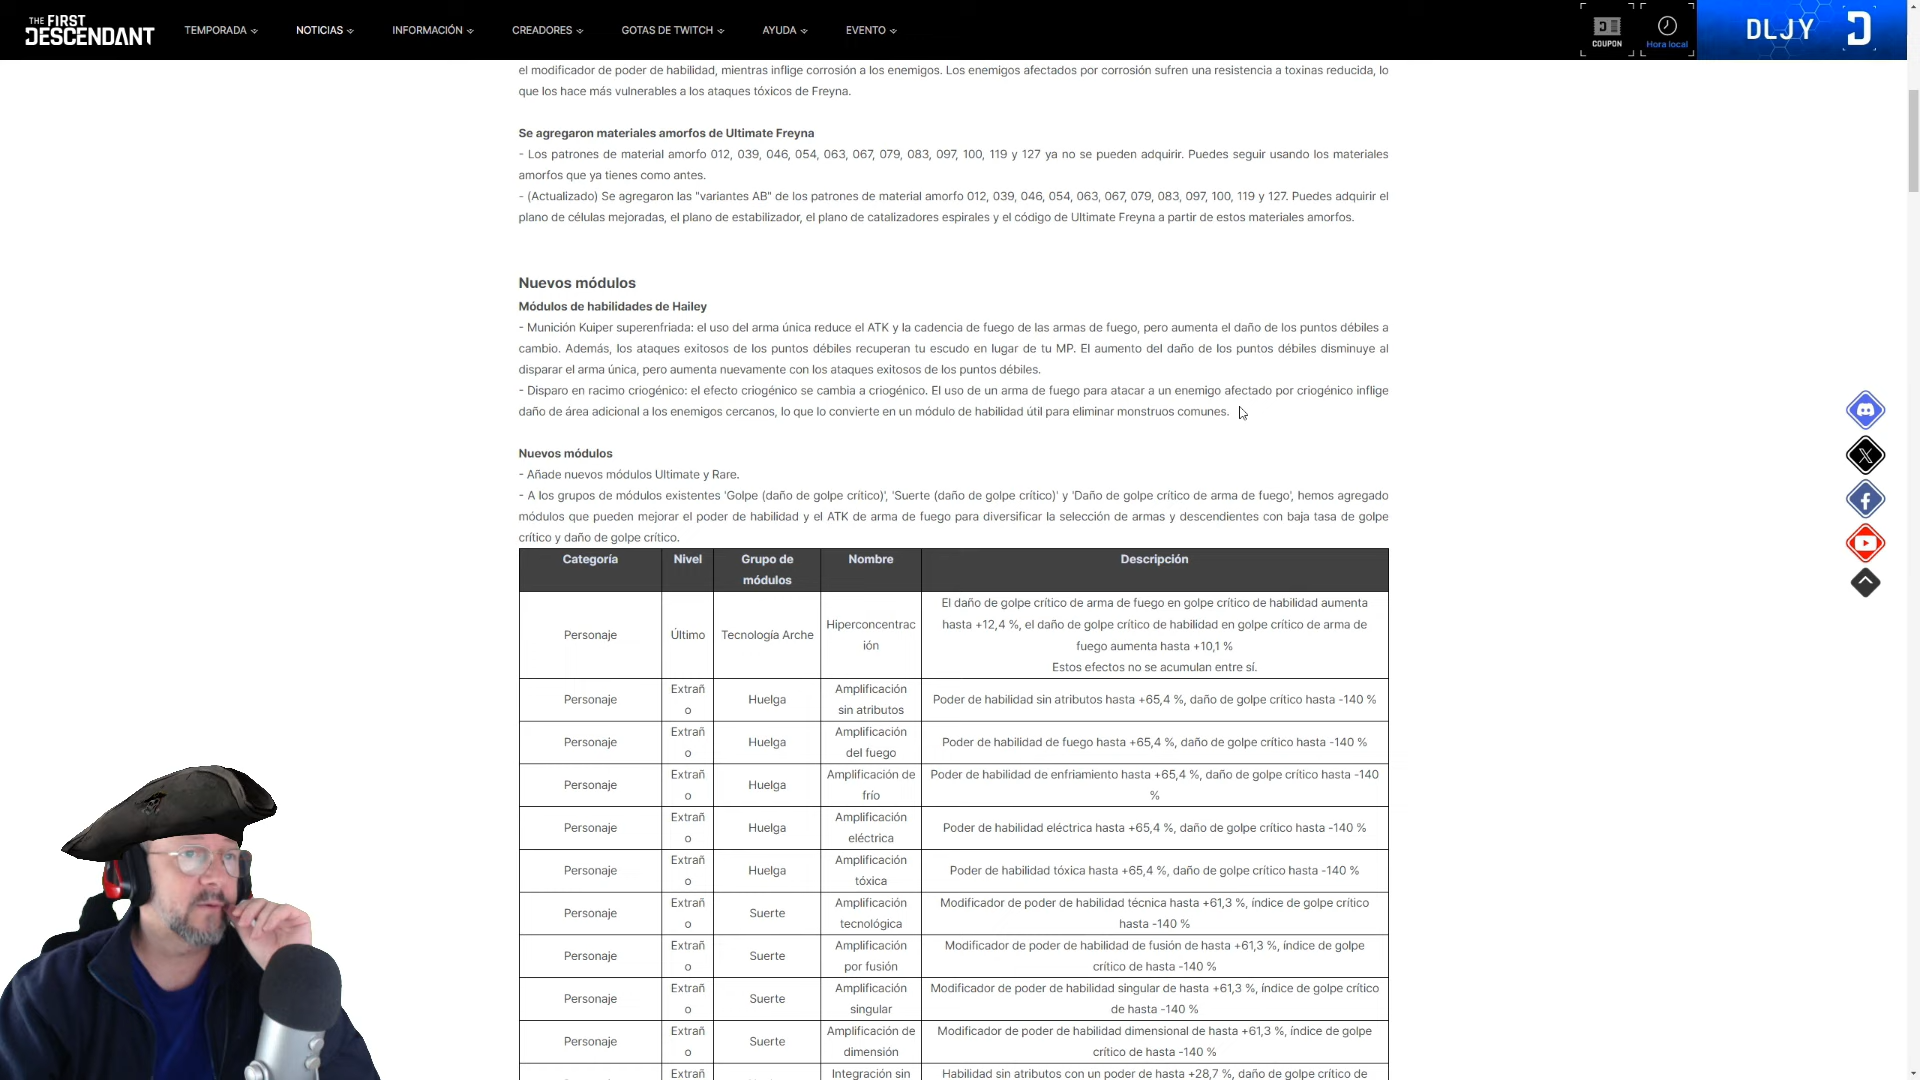 THE FIRST
DESCENDANT
TEMPORADA
NOTICIAS
INFORMACIÓN
CREADORES
GOTAS DE TWITCH
AYUDA
EVENTO
COUPON
Hora local
DLJY
el modificador de poder de habilidad, mientras inflige corrosión a los enemigos. Los enemigos afectados por corrosión sufren una resistencia a toxinas reducida, lo
que los hace más vulnerables a los ataques tóxicos de Freyna.
Se agregaron materiales amorfos de Ultimate Freyna
- Los patrones de material amorfo 012, 039, 046, 054, 063, 067, 079, 083, 097, 100, 119 y 127 ya no se pueden adquirir. Puedes seguir usando los materiales
amorfos que ya tienes como antes.
- (Actualizado) Se agregaron las "variantes AB" de los patrones de material amorfo 012, 039, 046, 054, 063, 067, 079, 083, 097, 100, 119 y 127. Puedes adquirir el
plano de células mejoradas, el plano de estabilizador, el plano de catalizadores espirales y el código de Ultimate Freyna a partir de estos materiales amorfos.
Nuevos módulos
Módulos de habilidades de Hailey
- Munición Kuiper superenfriada: el uso del arma única reduce el ATK y la cadencia de fuego de las armas de fuego, pero aumenta el daño de los puntos débiles a
cambio. Además, los ataques exitosos de los puntos débiles recuperan tu escudo en lugar de tu MP. El aumento del daño de los puntos débiles disminuye al
disparar el arma única, pero aumenta nuevamente con los ataques exitosos de los puntos débiles.
- Disparo en racimo criogénico: el efecto criogénico se cambia a criogénico. El uso de un arma de fuego para atacar a un enemigo afectado por criogénico inflige
daño de área adicional a los enemigos cercanos, lo que lo convierte en un módulo de habilidad útil para eliminar monstruos comunes.
Nuevos módulos
- Añade nuevos módulos Ultimate y Rare.
- A los grupos de módulos existentes 'Golpe (daño de golpe crítico)', 'Suerte (daño de golpe crítico)' y 'Daño de golpe crítico de arma de fuego', hemos agregado
módulos que pueden mejorar el poder de habilidad y el ATK de arma de fuego para diversificar la selección de armas y descendientes con baja tasa de golpe
crítico y daño de golpe crítico.
Categoría Nivel Grupo de Nombre Descripción
módulos
El daño de golpe crítico de arma de fuego en golpe crítico de habilidad aumenta
Personaje Último Tecnología Arche Hiperconcentrac hasta +12,4 %, el daño de golpe crítico de habilidad en golpe crítico de arma de
ión fuego aumenta hasta +10,1 %
Estos efectos no se acumulan entre sí.
Personaje Extrañ Huelga Amplificación Poder de habilidad sin atributos hasta +65,4 %, daño de golpe crítico hasta -140 %
o sin atributos
Personaje Extrañ Huelga Amplificación Poder de habilidad de fuego hasta +65,4 %, daño de golpe crítico hasta -140 %
o del fuego
Personaje Extrañ Huelga Amplificación de Poder de habilidad de enfriamiento hasta +65,4 %, daño de golpe crítico hasta -140
o frío %
Personaje Extrañ Huelga Amplificación Poder de habilidad eléctrica hasta +65,4 %, daño de golpe crítico hasta -140 %
o eléctrica
Personaje Extrañ Huelga Amplificación Poder de habilidad tóxica hasta +65,4 %, daño de golpe crítico hasta -140 %
o tóxica
Personaje Extrañ Suerte Amplificación Modificador de poder de habilidad técnica hasta +61,3 %, índice de golpe crítico
o tecnológica hasta -140 %
Personaje Extrañ Suerte Amplificación Modificador de poder de habilidad de fusión de hasta +61,3 %, índice de golpe
o por fusión crítico de hasta -140 %
Personaje Extrañ Suerte Amplificación Modificador de poder de habilidad singular de hasta +61,3 %, índice de golpe crítico
o singular de hasta -140 %
Personaje Extrañ Suerte Amplificación de Modificador de poder de habilidad dimensional de hasta +61,3 %, índice de golpe
o dimensión crítico de hasta -140 %
Extrañ Integración sin Habilidad sin atributos con un poder de hasta +28,7 %, daño de golpe crítico de